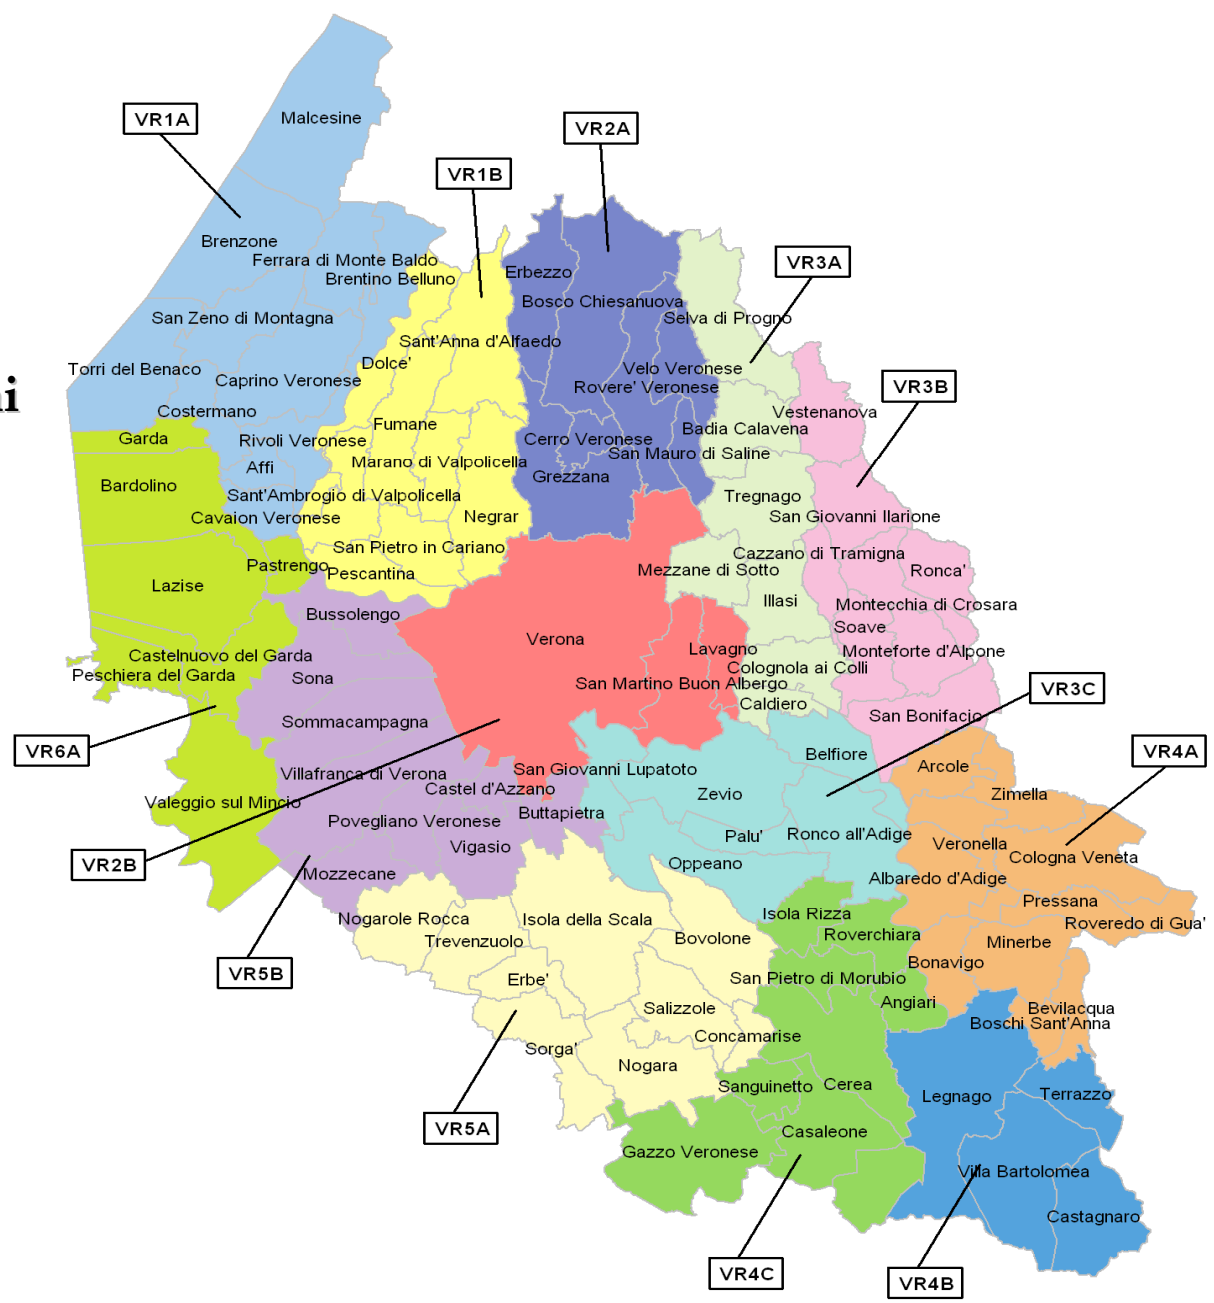 Malcesine
VR1A
VR2A
VR1B
Brenzone
Ferrara di Monte Baldo
VR3A
Erbezzo
Brentino Belluno
Bosco Chiesanuova
San Zeno di Montagna
Selva di Progno
Sant'Anna d'Alfaedo
Dolce'
Torri del Benaco
Velo Veronese
Caprino Veronese
Rovere' Veronese
VR3B
ni
Costermano
Vestenanova
Fumane
Badia Calavena
Garda
Rivoli Veronese
Cerro Veronese
San Mauro di Saline
Marano di Valpolicella
Affi
Grezzana
Bardolino
Sant'Ambrogio di Valpolicella
Tregnago
Cavaion Veronese
Negrar
San Giovanni Ilarione
San Pietro in Cariano
Cazzano di Tramigna
Pastrengo
Pescantina
Mezzane di Sotto
Ronca'
Lazise
Illasi
Montecchia di Crosara
Bussolengo
Soave
Verona
Lavagno
Monteforte d'Alpone
Castelnuovo del Garda
Colognola ai Colli
Peschiera del Garda
Sona
San Martino Buon Albergo
VR3C
Caldiero
San Bonifacio
Sommacampagna
VR6A
Belfiore
VR4A
Arcole
San Giovanni Lupatoto
Villafranca di Verona
Castel d'Azzano
Zevio
Zimella
Valeggio sul Mincio
Buttapietra
Povegliano Veronese
Palu'
Ronco all'Adige
Veronella
Vigasio
Cologna Veneta
VR2B
Oppeano
Mozzecane
Albaredo d'Adige
Pressana
Isola Rizza
Nogarole Rocca
Isola della Scala
Roveredo di Gua'
Roverchiara
Trevenzuolo
Bovolone
Minerbe
Bonavigo
VR5B
Erbe'
San Pietro di Morubio
Angiari
Salizzole
Bevilacqua
Boschi Sant'Anna
Concamarise
Sorga'
Nogara
Sanguinetto
Cerea
Legnago
Terrazzo
VR5A
Casaleone
Gazzo Veronese
Villa Bartolomea
Castagnaro
VR4C
VR4B